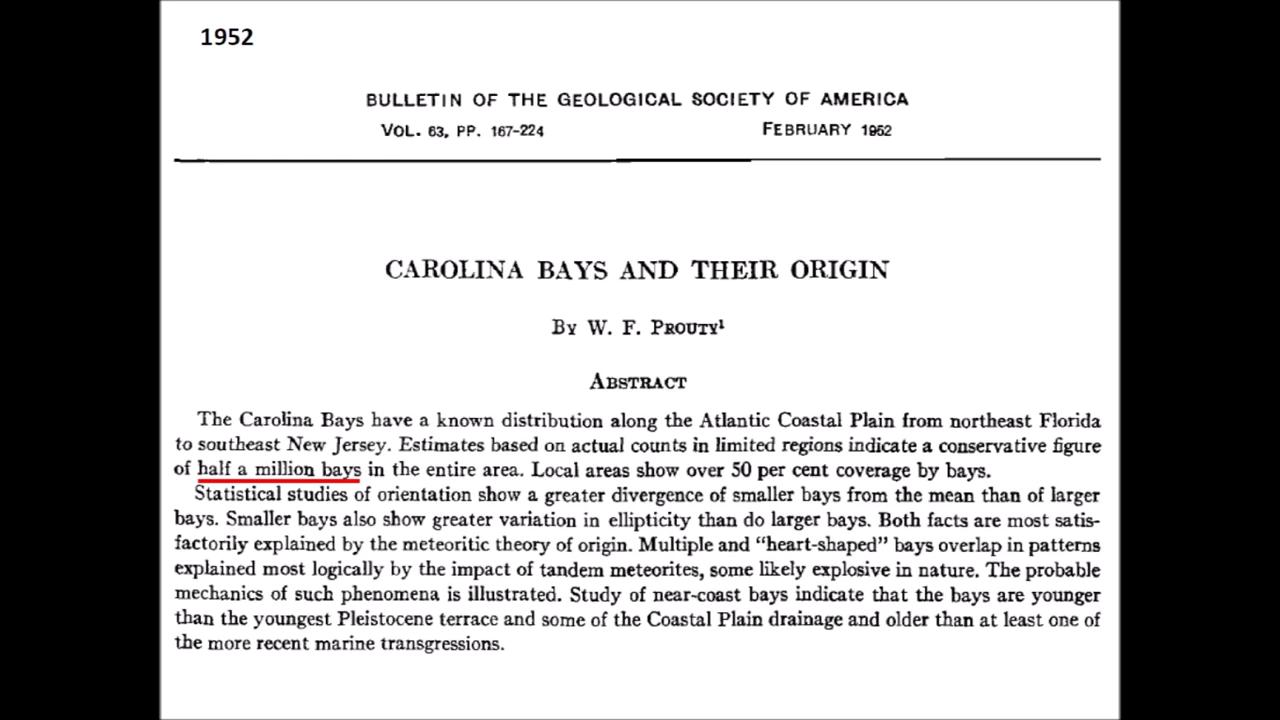 1952
BULLETIN OF THE GEOLOGICAL SOCIETY OF AMERICA
VOL. 63, PP. 167-224 FEBRUARY 1952
CAROLINA BAYS AND THEIR ORIGIN
By W. F. Prouty¹
Abstract
The Carolina Bays have a known distribution along the Atlantic Coastal Plain from northeast Florida
to southeast New Jersey. Estimates based on actual counts in limited regions indicate a conservative figure
of half a million bays in the entire area. Local areas show over 50 per cent coverage by bays.
Statistical studies of orientation show a greater divergence of smaller bays from the mean than of larger
bays. Smaller bays also show greater variation in ellipticity than do larger bays. Both facts are most satis-
factorily explained by the meteoritic theory of origin. Multiple and “heart-shaped” bays overlap in patterns
explained most logically by the impact of tandem meteorites, some likely explosive in nature. The probable
mechanics of such phenomena is illustrated. Study of near-coast bays indicate that the bays are younger
than the youngest Pleistocene terrace and some of the Coastal Plain drainage and older than at least one of
the more recent marine transgressions.